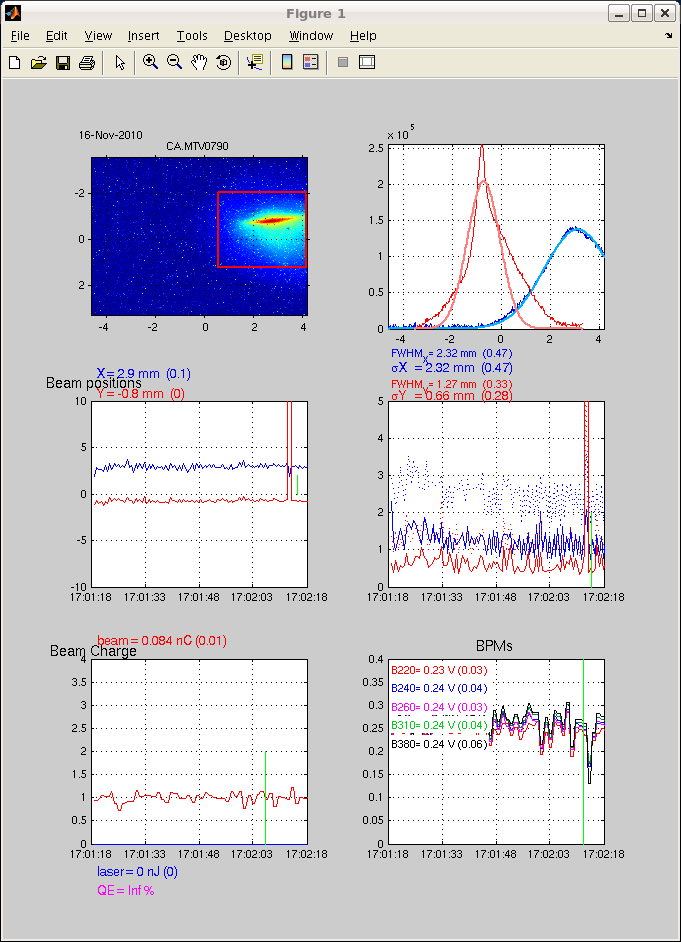 Figure 1
File Edit View Insert Tools Desktop Window Help
16-Nov-2010
CA.MTV0790
-2
0
2
-4 -2 0 2 4
x 10^5
2.5
2
1.5
1
0.5
0
-4 -2 0 2 4
X = 2.9 mm (0.1)
Beam positions
Y = -0.8 mm (0)
10
5
0
-5
-10
17:01:18 17:01:33 17:01:48 17:02:03 17:02:18
FWHM_x = 2.32 mm (0.47)
σX = 2.32 mm (0.47)
FWHM_y = 1.27 mm (0.33)
σY = 0.66 mm (0.28)
5
4
3
2
1
0
17:01:18 17:01:33 17:01:48 17:02:03 17:02:18
beam = 0.084 nC (0.01)
Beam Charge
4
3.5
3
2.5
2
1.5
1
0.5
0
17:01:18 17:01:33 17:01:48 17:02:03 17:02:18
laser = 0 nJ (0)
QE = Inf %
BPMs
0.4
0.35
0.3
0.25
0.2
0.15
0.1
0.05
0
B220= 0.23 V (0.03)
B240= 0.24 V (0.04)
B260= 0.24 V (0.03)
B310= 0.24 V (0.04)
B380= 0.24 V (0.06)
17:01:18 17:01:33 17:01:48 17:02:03 17:02:18